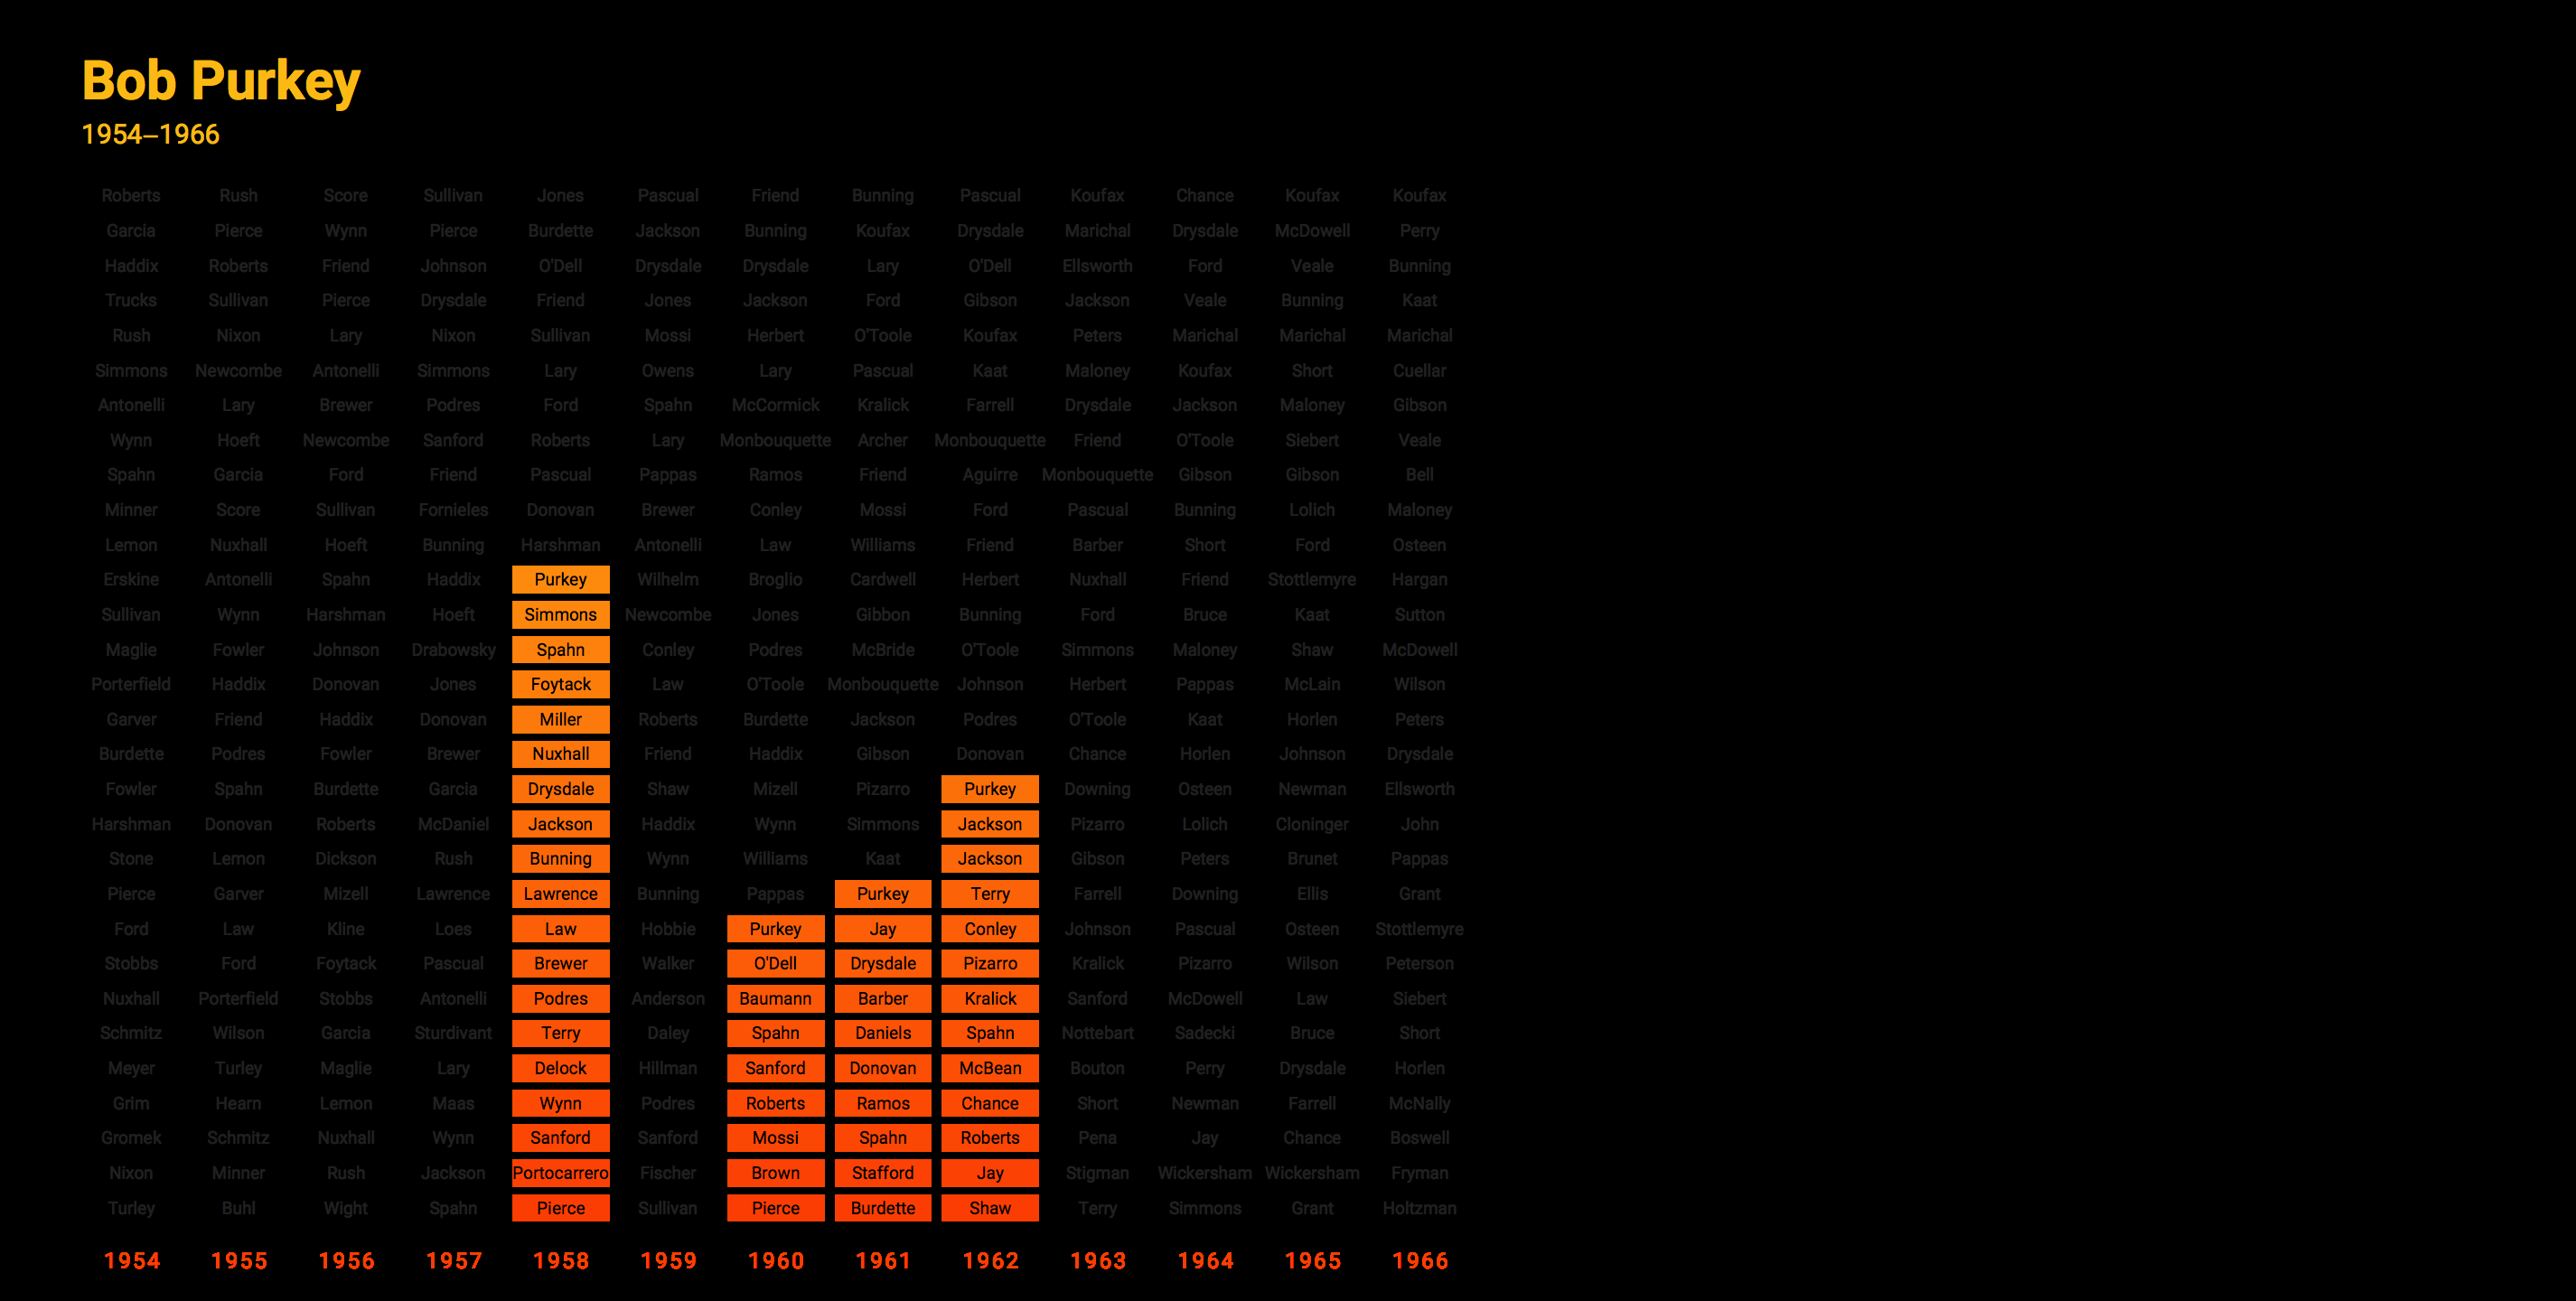 Bob Purkey
1954–1966
Roberts Rush Score Sullivan Jones Pascual Friend Bunning Pascual Koufax Chance Koufax Koufax
Garcia Pierce Wynn Pierce Burdette Jackson Bunning Koufax Drysdale Marichal Drysdale McDowell Perry
Haddix Roberts Friend Johnson O'Dell Drysdale Drysdale Lary O'Dell Ellsworth Ford Veale Bunning
Trucks Sullivan Pierce Drysdale Friend Jones Jackson Ford Gibson Jackson Veale Bunning Kaat
Rush Nixon Lary Nixon Sullivan Mossi Herbert O'Toole Koufax Peters Marichal Marichal Marichal
Simmons Newcombe Antonelli Simmons Lary Owens Lary Pascual Kaat Maloney Koufax Short Cuellar
Antonelli Lary Brewer Podres Ford Spahn McCormick Kralick Farrell Drysdale Jackson Maloney Gibson
Wynn Hoeft Newcombe Sanford Roberts Lary Monbouquette Archer Monbouquette Friend O'Toole Siebert Veale
Spahn Garcia Ford Friend Pascual Pappas Ramos Friend Aguirre Monbouquette Gibson Gibson Bell
Minner Score Sullivan Fornieles Donovan Brewer Conley Mossi Ford Pascual Bunning Lolich Maloney
Lemon Nuxhall Hoeft Bunning Harshman Antonelli Law Williams Friend Barber Short Ford Osteen
Erskine Antonelli Spahn Haddix Purkey Wilhelm Broglio Cardwell Herbert Nuxhall Friend Stottlemyre Hargan
Sullivan Wynn Harshman Hoeft Simmons Newcombe Jones Gibbon Bunning Ford Bruce Kaat Sutton
Maglie Fowler Johnson Drabowsky Spahn Conley Podres McBride O'Toole Simmons Maloney Shaw McDowell
Porterfield Haddix Donovan Jones Foytack Law O'Toole Monbouquette Johnson Herbert Pappas McLain Wilson
Garver Friend Haddix Donovan Miller Roberts Burdette Jackson Podres O'Toole Kaat Horlen Peters
Burdette Podres Fowler Brewer Nuxhall Friend Haddix Gibson Donovan Chance Horlen Johnson Drysdale
Fowler Spahn Burdette Garcia Drysdale Shaw Mizell Pizarro Purkey Downing Osteen Newman Ellsworth
Harshman Donovan Roberts McDaniel Jackson Haddix Wynn Simmons Jackson Pizarro Lolich Cloninger John
Stone Lemon Dickson Rush Bunning Wynn Williams Kaat Jackson Gibson Peters Brunet Pappas
Pierce Garver Mizell Lawrence Lawrence Bunning Pappas Purkey Terry Farrell Downing Ellis Grant
Ford Law Kline Loes Law Hobbie Purkey Jay Conley Johnson Pascual Osteen Stottlemyre
Stobbs Ford Foytack Pascual Brewer Walker O'Dell Drysdale Pizarro Kralick Pizarro Wilson Peterson
Nuxhall Porterfield Stobbs Antonelli Podres Anderson Baumann Barber Kralick Sanford McDowell Law Siebert
Schmitz Wilson Garcia Sturdivant Terry Daley Spahn Daniels Spahn Nottebart Sadecki Bruce Short
Meyer Turley Maglie Lary Delock Hillman Sanford Donovan McBean Bouton Perry Drysdale Horlen
Grim Hearn Lemon Maas Wynn Podres Roberts Ramos Chance Short Newman Farrell McNally
Gromek Schmitz Nuxhall Wynn Sanford Sanford Mossi Spahn Roberts Pena Jay Chance Boswell
Nixon Minner Rush Jackson Portocarrero Fischer Brown Stafford Jay Stigman Wickersham Wickersham Fryman
Turley Buhl Wight Spahn Pierce Sullivan Pierce Burdette Shaw Terry Simmons Grant Holtzman
1954 1955 1956 1957 1958 1959 1960 1961 1962 1963 1964 1965 1966